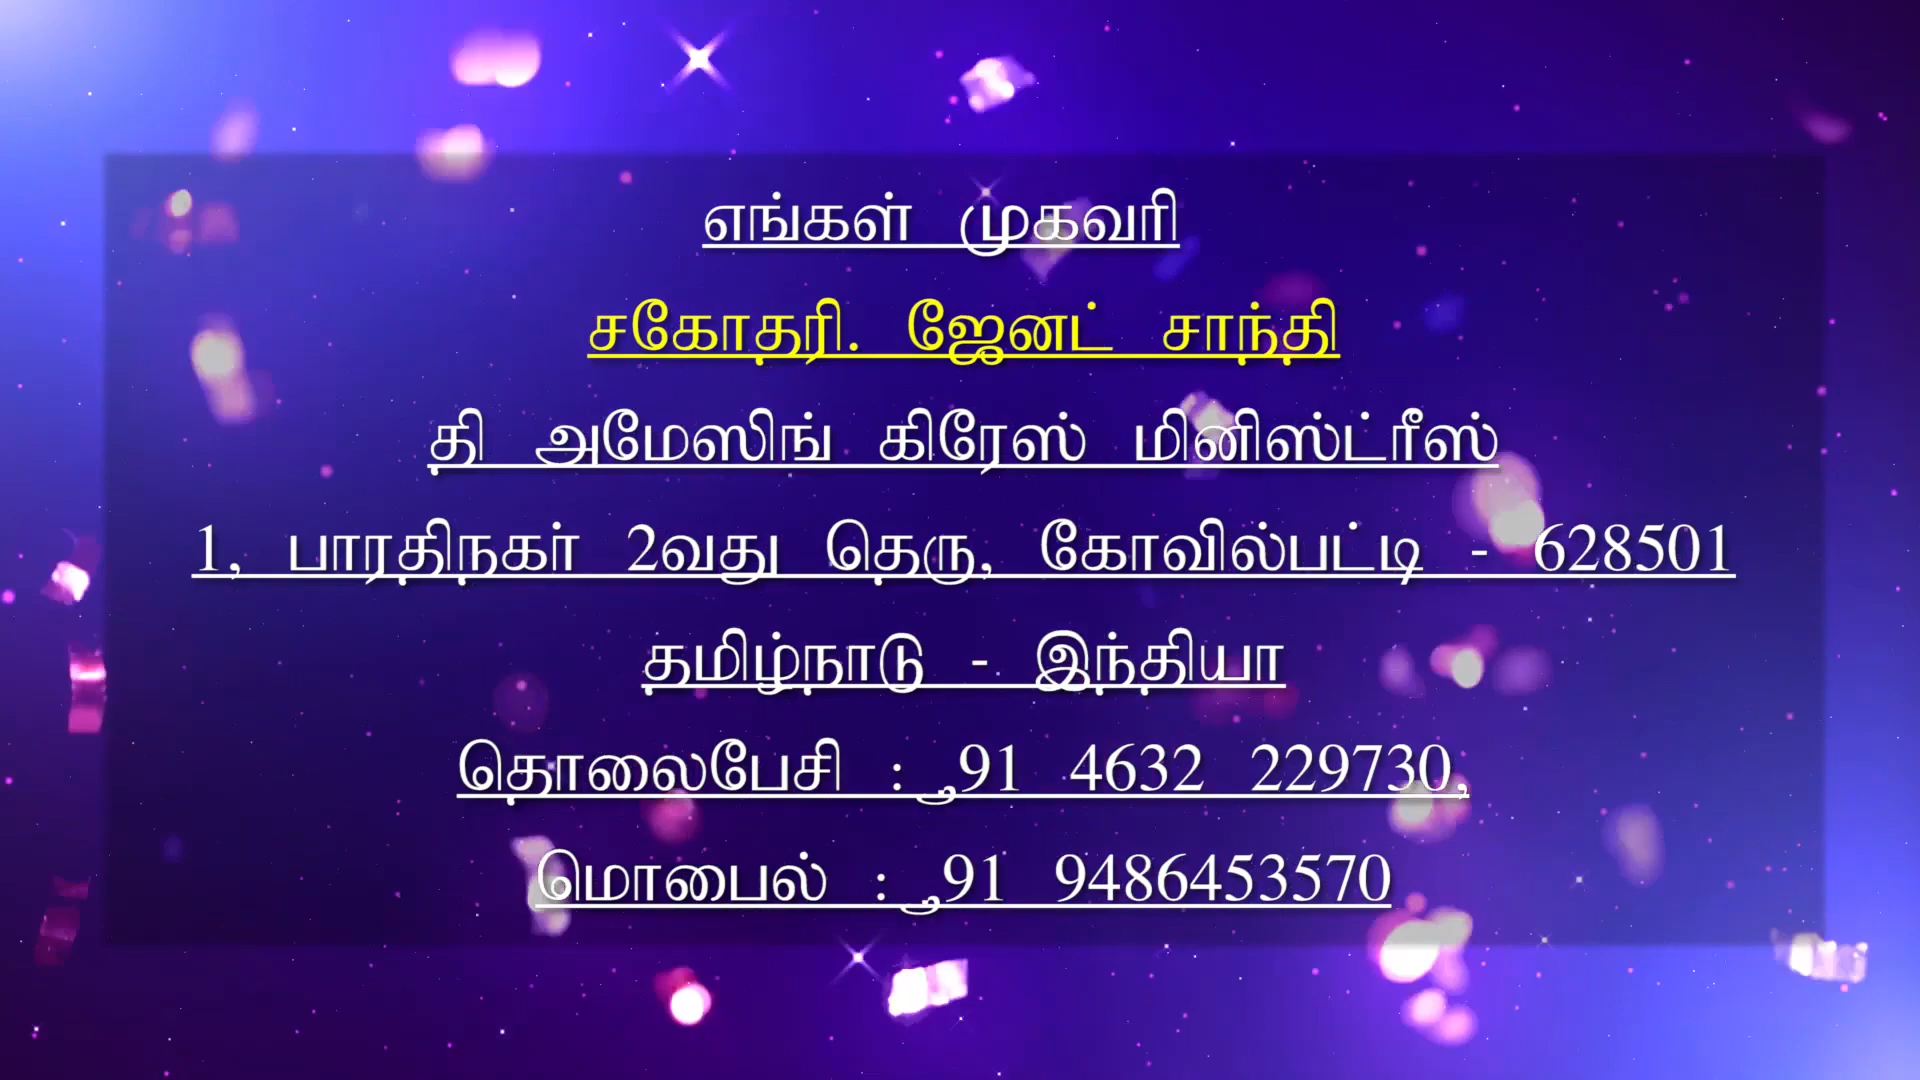 எங்கள் முகவரி
சகோதரி. ஜேனட் சாந்தி
தி அமேஸிங் கிரேஸ் மினிஸ்ட்ரீஸ்
1, பாரதிநகர் 2வது தெரு, கோவில்பட்டி - 628501
தமிழ்நாடு - இந்தியா
தொலைபேசி : 91 4632 229730,
மொபைல் : 91 9486453570